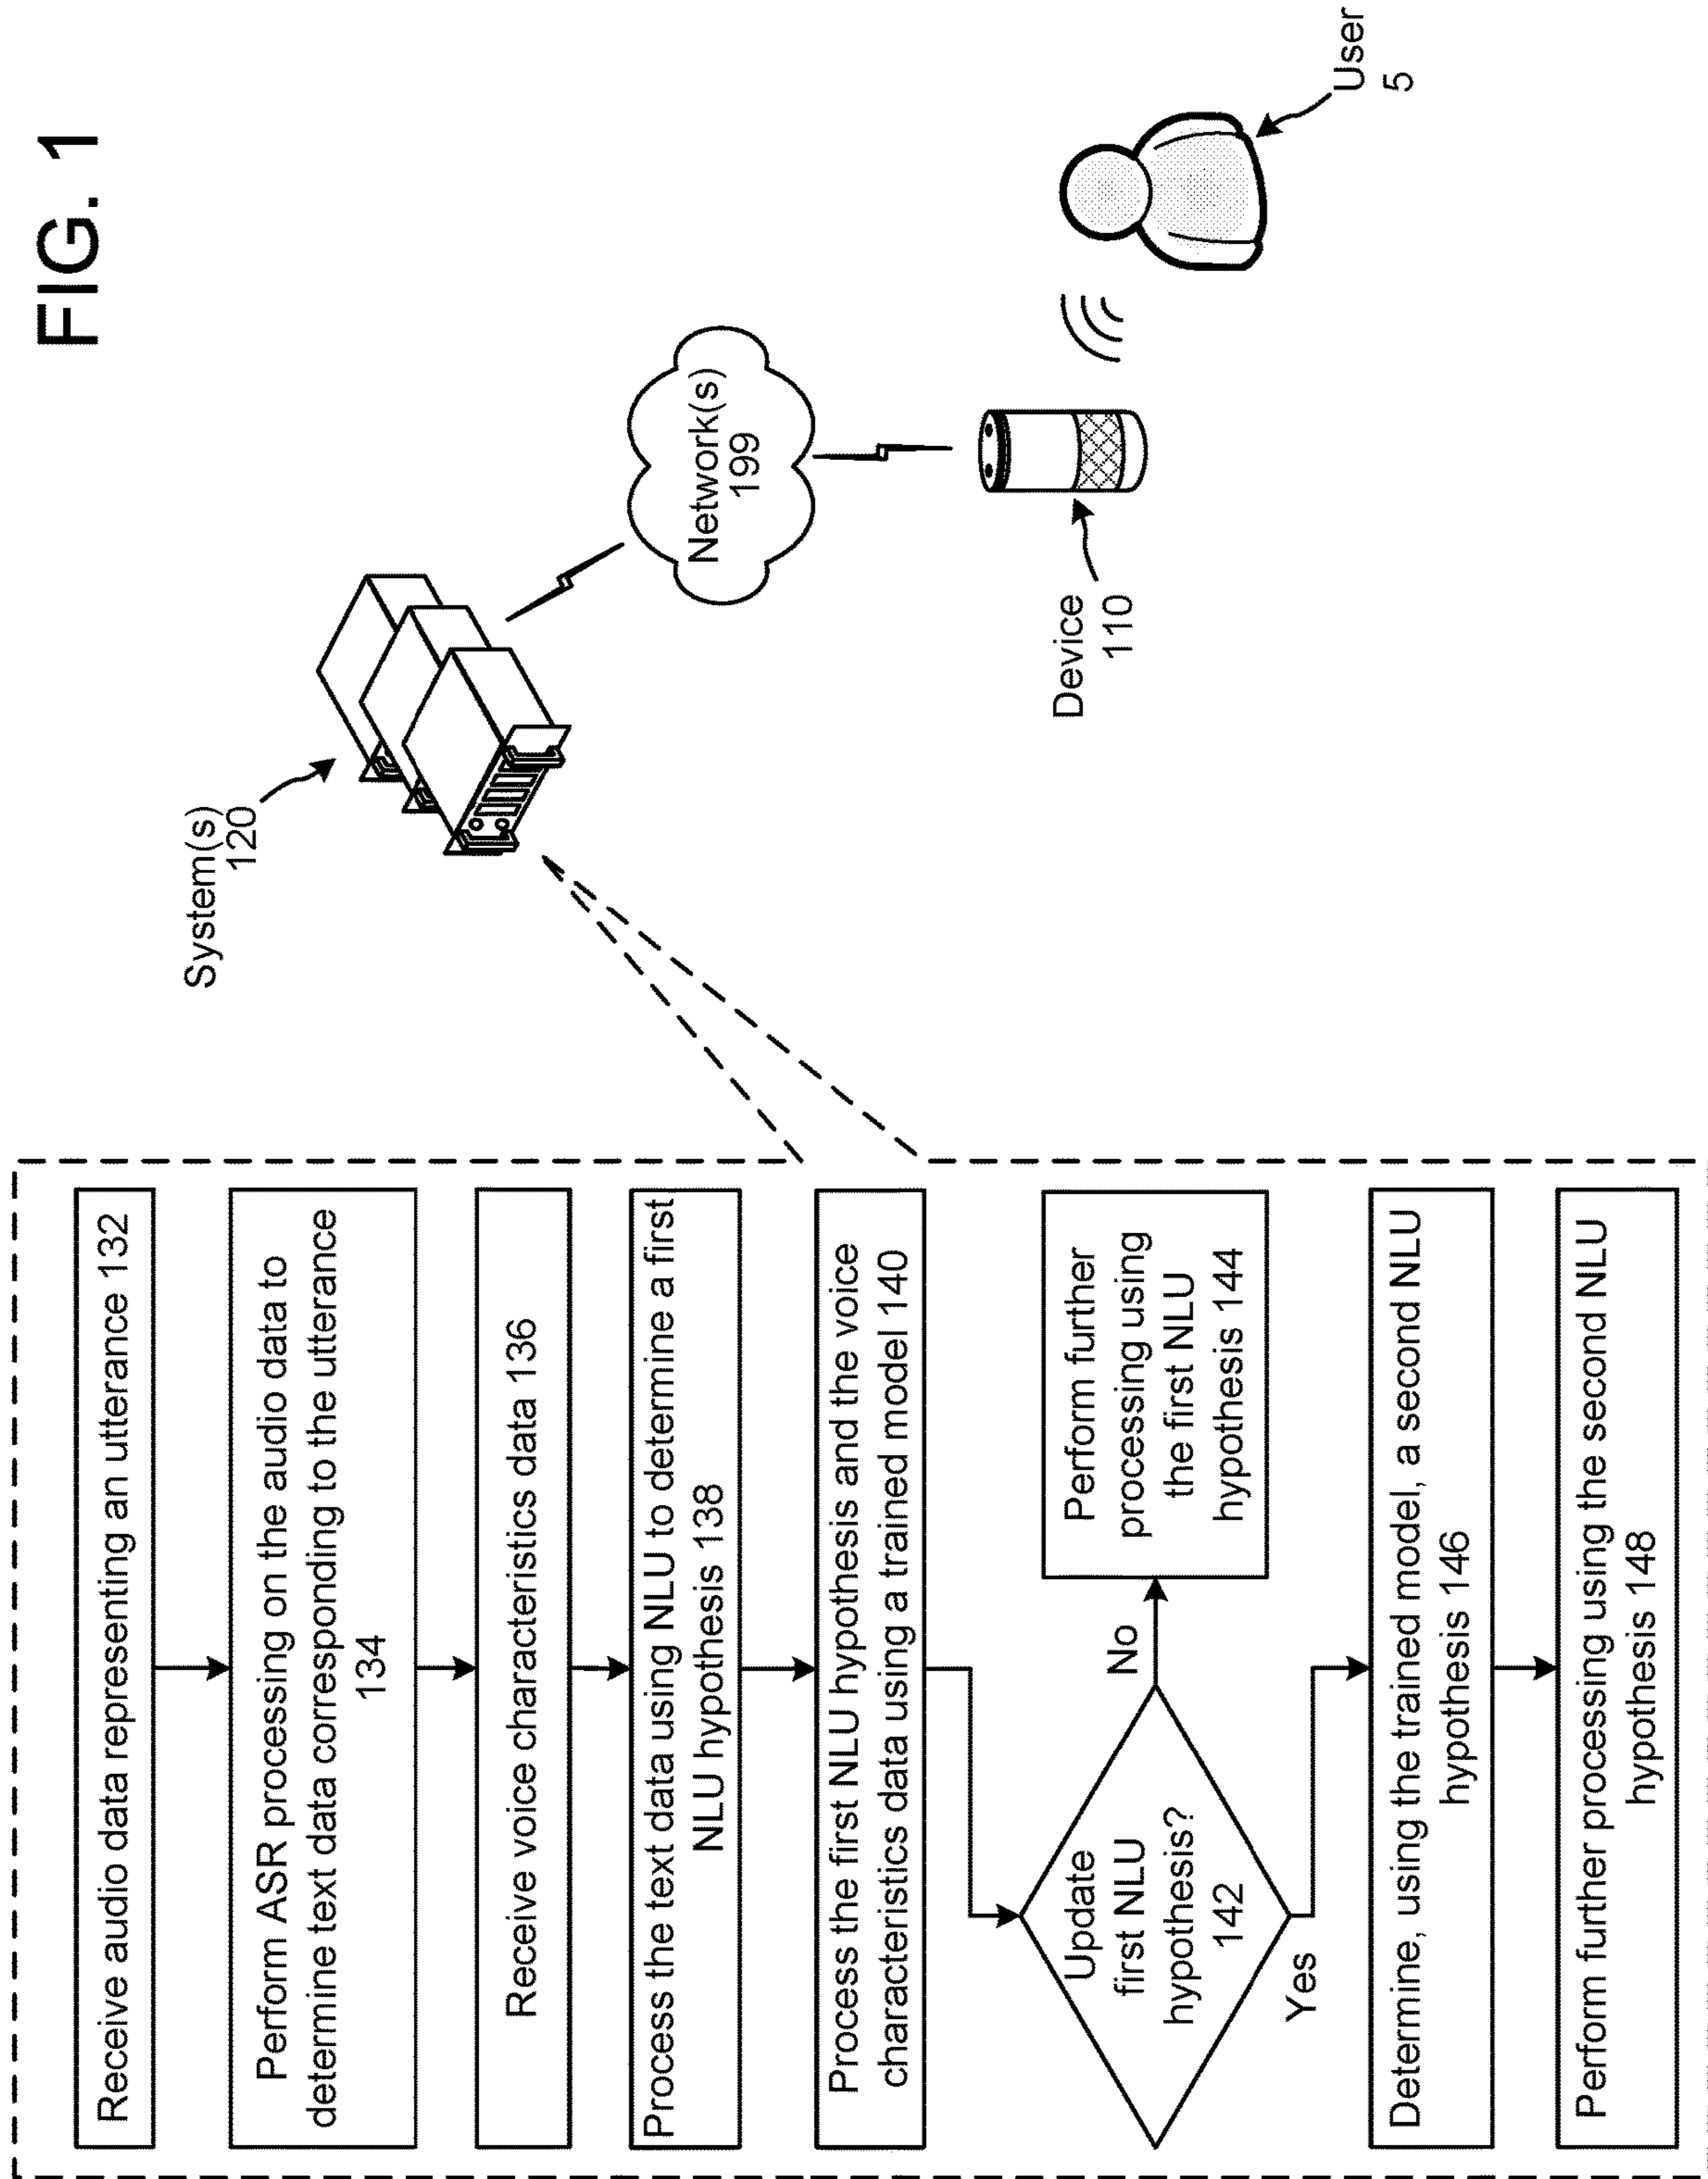 FIG. 1
System(s)
120
Network(s)
199
Device
110
User
5
Receive audio data representing an utterance 132
Perform ASR processing on the audio data to
determine text data corresponding to the utterance
134
Receive voice characteristics data 136
Process the text data using NLU to determine a first
NLU hypothesis 138
Process the first NLU hypothesis and the voice
characteristics data using a trained model 140
Update
first NLU
hypothesis?
142
No
Perform further
processing using
the first NLU
hypothesis 144
Yes
Determine, using the trained model, a second NLU
hypothesis 146
Perform further processing using the second NLU
hypothesis 148